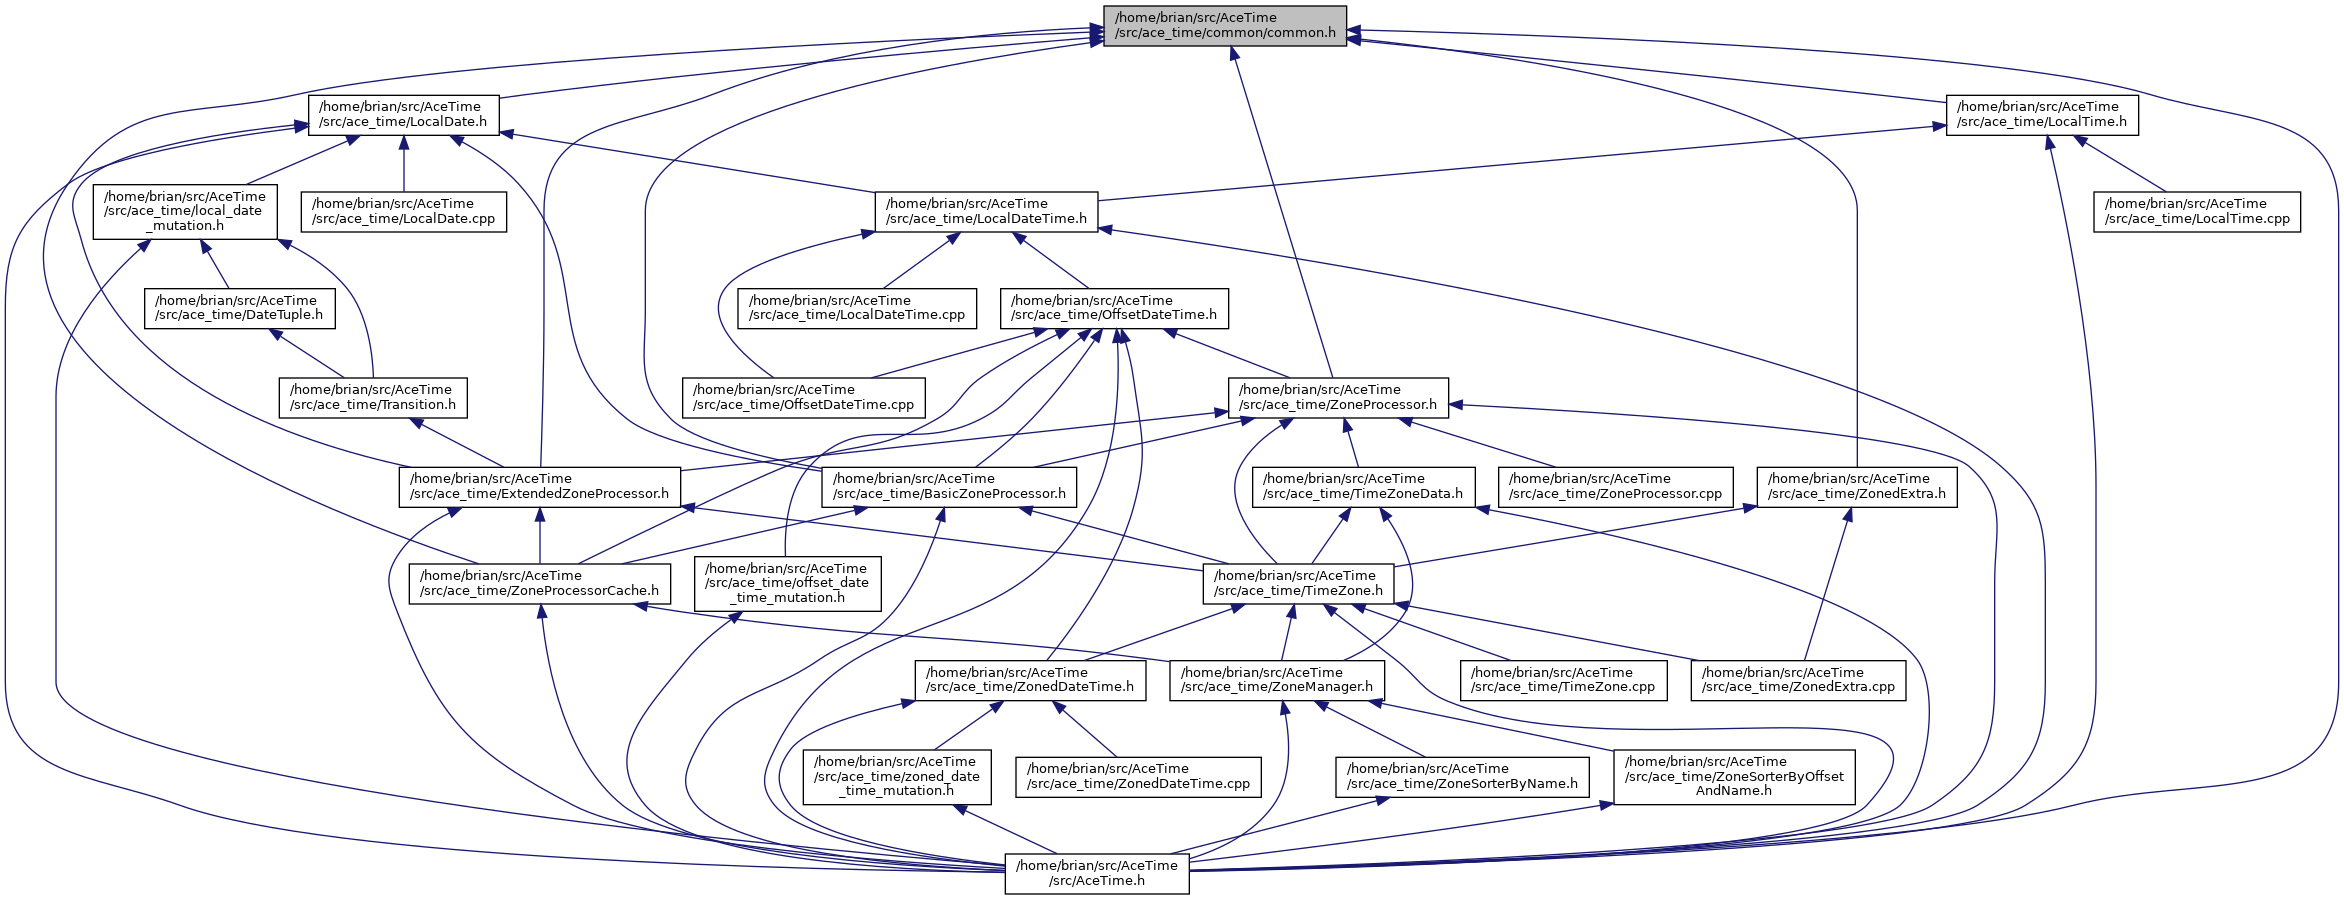 /home/brian/src/AceTime
/src/ace_time/common/common.h
/home/brian/src/AceTime
/src/ace_time/LocalDate.h
/home/brian/src/AceTime
/src/ace_time/LocalTime.h
/home/brian/src/AceTime
/src/ace_time/local_date
_mutation.h
/home/brian/src/AceTime
/src/ace_time/LocalDate.cpp
/home/brian/src/AceTime
/src/ace_time/LocalDateTime.h
/home/brian/src/AceTime
/src/ace_time/LocalTime.cpp
/home/brian/src/AceTime
/src/ace_time/DateTuple.h
/home/brian/src/AceTime
/src/ace_time/LocalDateTime.cpp
/home/brian/src/AceTime
/src/ace_time/OffsetDateTime.h
/home/brian/src/AceTime
/src/ace_time/Transition.h
/home/brian/src/AceTime
/src/ace_time/OffsetDateTime.cpp
/home/brian/src/AceTime
/src/ace_time/ZoneProcessor.h
/home/brian/src/AceTime
/src/ace_time/ExtendedZoneProcessor.h
/home/brian/src/AceTime
/src/ace_time/BasicZoneProcessor.h
/home/brian/src/AceTime
/src/ace_time/TimeZoneData.h
/home/brian/src/AceTime
/src/ace_time/ZoneProcessor.cpp
/home/brian/src/AceTime
/src/ace_time/ZonedExtra.h
/home/brian/src/AceTime
/src/ace_time/ZoneProcessorCache.h
/home/brian/src/AceTime
/src/ace_time/offset_date
_time_mutation.h
/home/brian/src/AceTime
/src/ace_time/TimeZone.h
/home/brian/src/AceTime
/src/ace_time/ZonedDateTime.h
/home/brian/src/AceTime
/src/ace_time/ZoneManager.h
/home/brian/src/AceTime
/src/ace_time/TimeZone.cpp
/home/brian/src/AceTime
/src/ace_time/ZonedExtra.cpp
/home/brian/src/AceTime
/src/ace_time/zoned_date
_time_mutation.h
/home/brian/src/AceTime
/src/ace_time/ZonedDateTime.cpp
/home/brian/src/AceTime
/src/ace_time/ZoneSorterByName.h
/home/brian/src/AceTime
/src/ace_time/ZoneSorterByOffset
AndName.h
/home/brian/src/AceTime
/src/AceTime.h